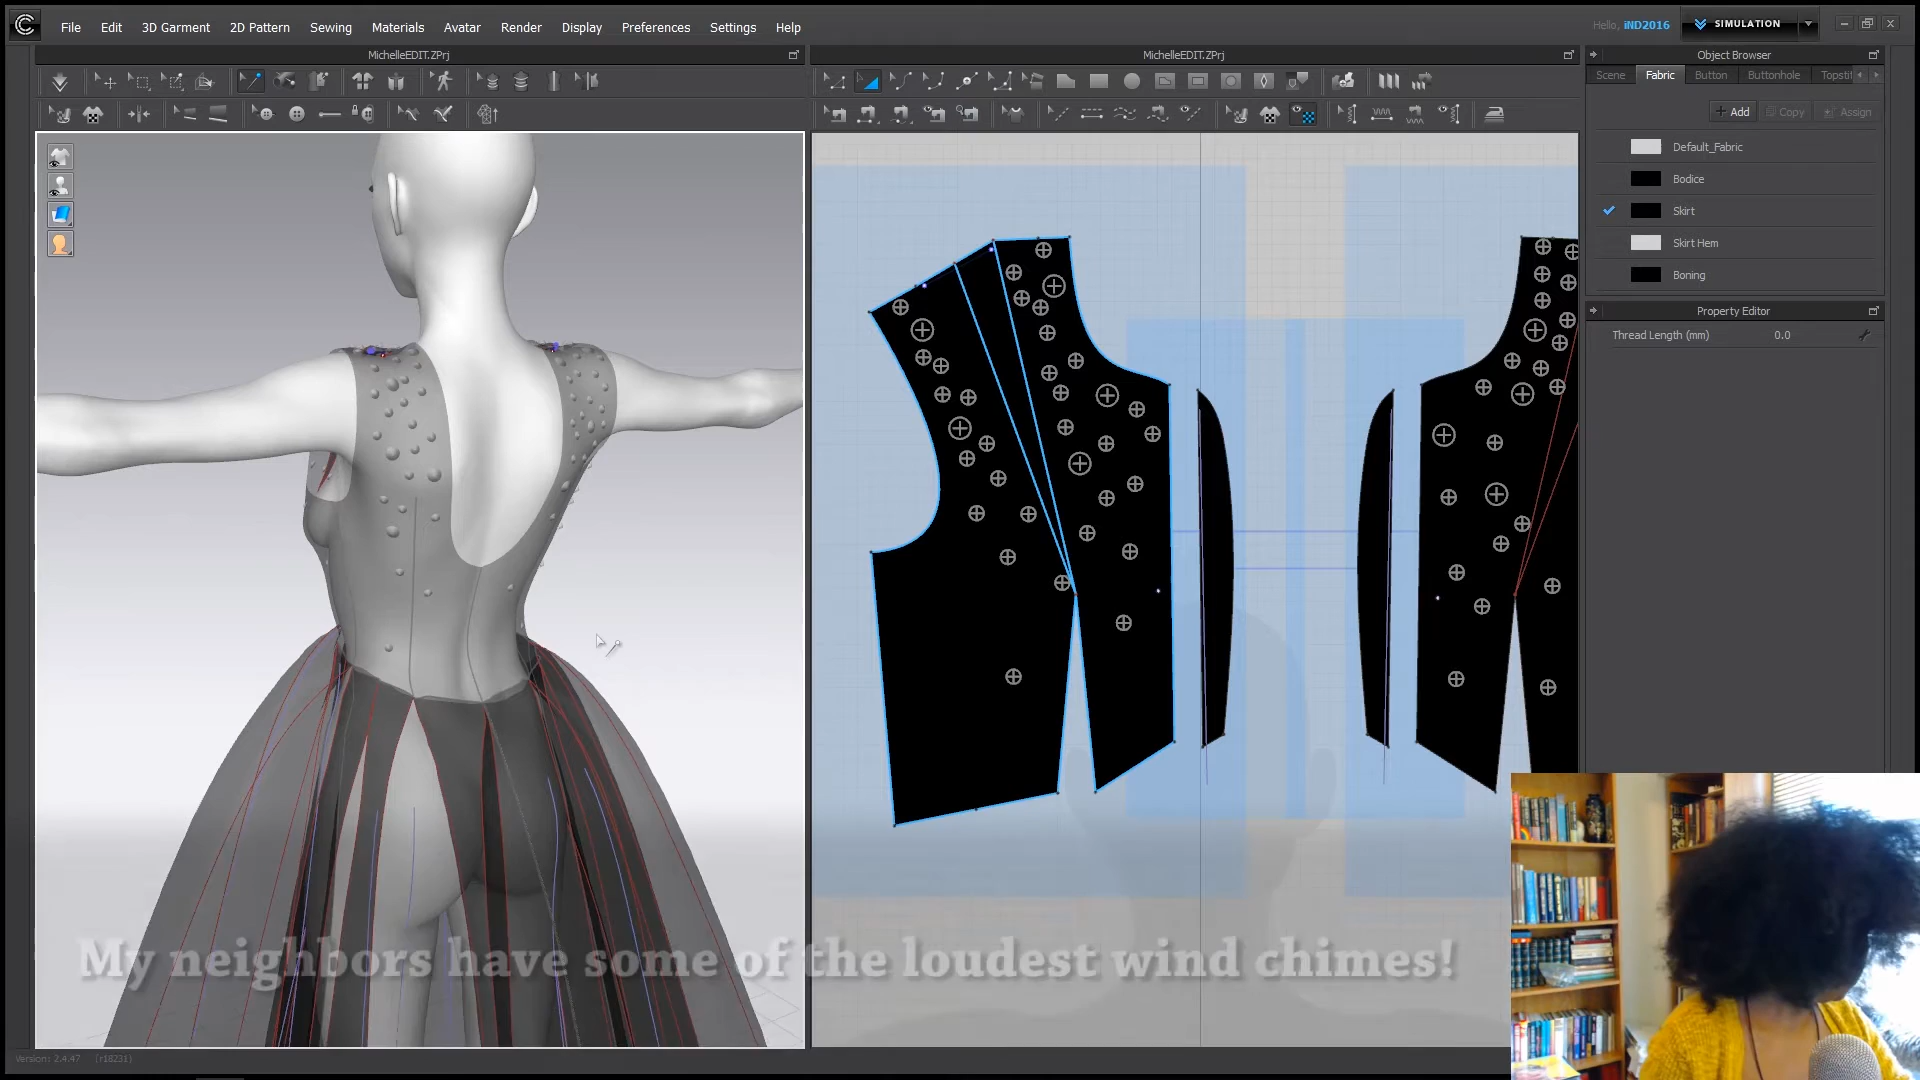 File Edit 3D Garment 2D Pattern Sewing Materials Avatar Render Display Preferences Settings Help
Hello, iND2016 SIMULATION
MichelleEDIT.ZPrj
MichelleEDIT.ZPrj
Object Browser
Scene Fabric Button Buttonhole Topsti
+ Add Copy Assign
Default_Fabric
Bodice
Skirt
Skirt Hem
Boning
Property Editor
Thread Length (mm) 0.0
My neighbors have some of the loudest wind chimes!
Version: 2.4.47 (r18231)